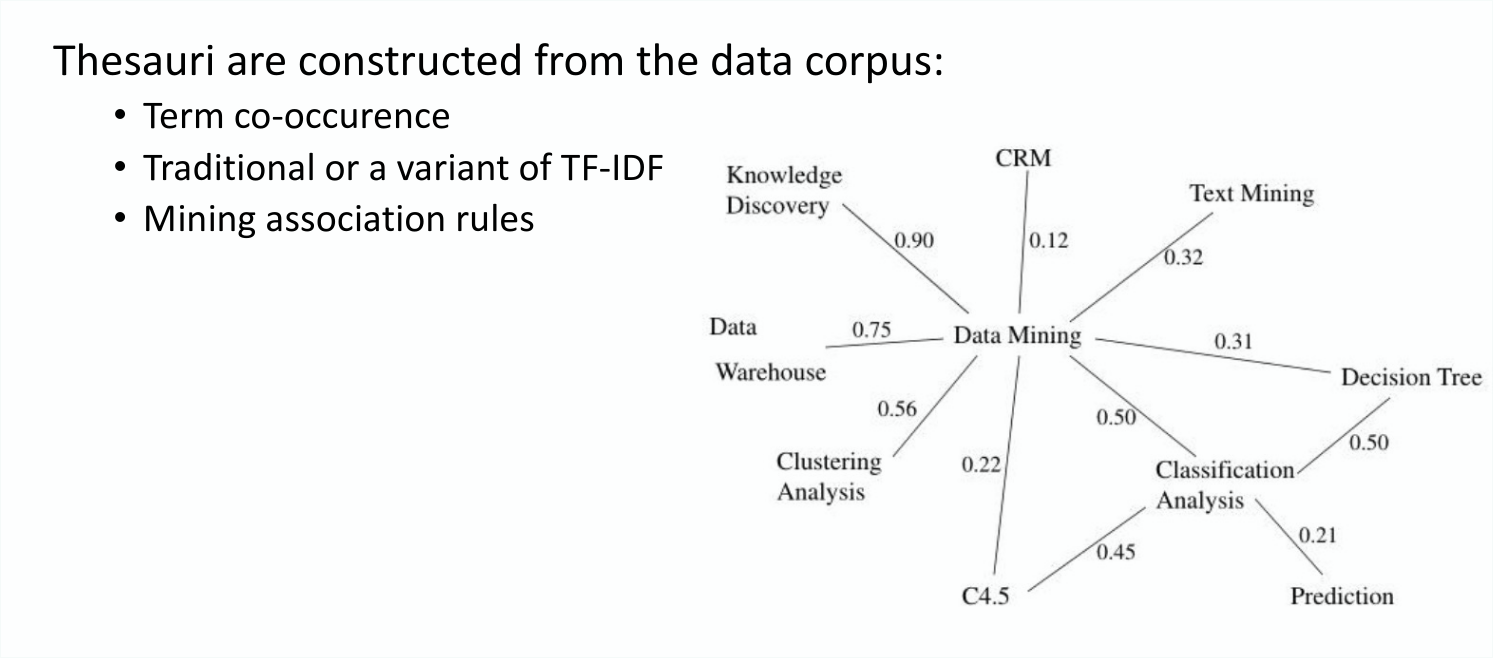 Thesauri are constructed from the data corpus:
• Term co-occurence
• Traditional or a variant of TF-IDF
• Mining association rules
CRM
Knowledge
Discovery
Text Mining
0.90
0.12
0.32
Data
Warehouse
0.75
Data Mining
0.31
Decision Tree
0.56
0.50
0.50
Clustering
Analysis
0.22
Classification
Analysis
0.45
0.21
C4.5
Prediction